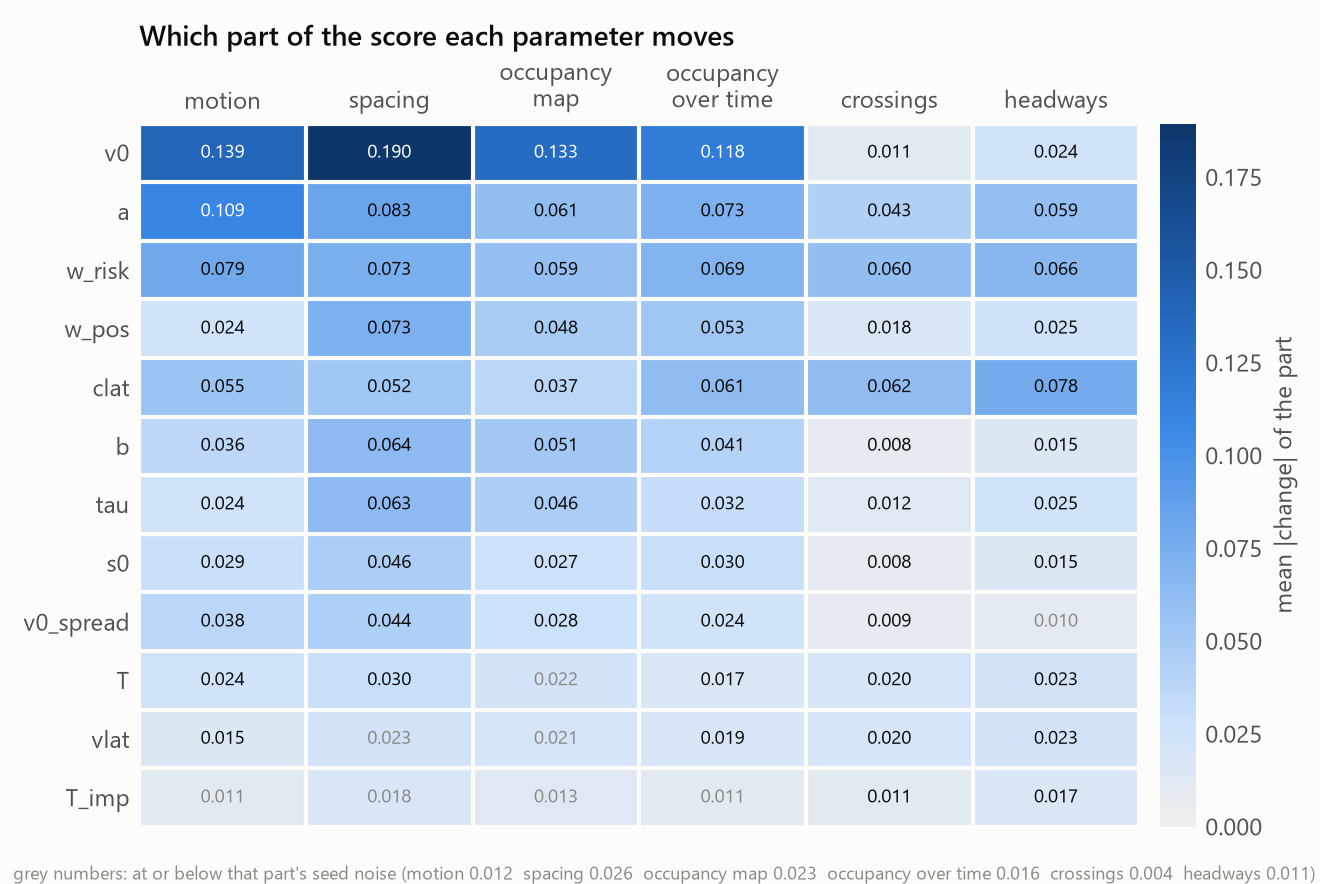 Which part of the score each parameter moves
motion spacing occupancy map occupancy over time crossings headways
v0 0.139 0.190 0.133 0.118 0.011 0.024
a 0.109 0.083 0.061 0.073 0.043 0.059
w_risk 0.079 0.073 0.059 0.069 0.060 0.066
w_pos 0.024 0.073 0.048 0.053 0.018 0.025
clat 0.055 0.052 0.037 0.061 0.062 0.078
b 0.036 0.064 0.051 0.041 0.008 0.015
tau 0.024 0.063 0.046 0.032 0.012 0.025
s0 0.029 0.046 0.027 0.030 0.008 0.015
v0_spread 0.038 0.044 0.028 0.024 0.009 0.010
T 0.024 0.030 0.022 0.017 0.020 0.023
vlat 0.015 0.023 0.021 0.019 0.020 0.023
T_imp 0.011 0.018 0.013 0.011 0.011 0.017
0.175
0.150
0.125
0.100
0.075
0.050
0.025
0.000
mean |change| of the part
grey numbers: at or below that part's seed noise (motion 0.012 spacing 0.026 occupancy map 0.023 occupancy over time 0.016 crossings 0.004 headways 0.011)